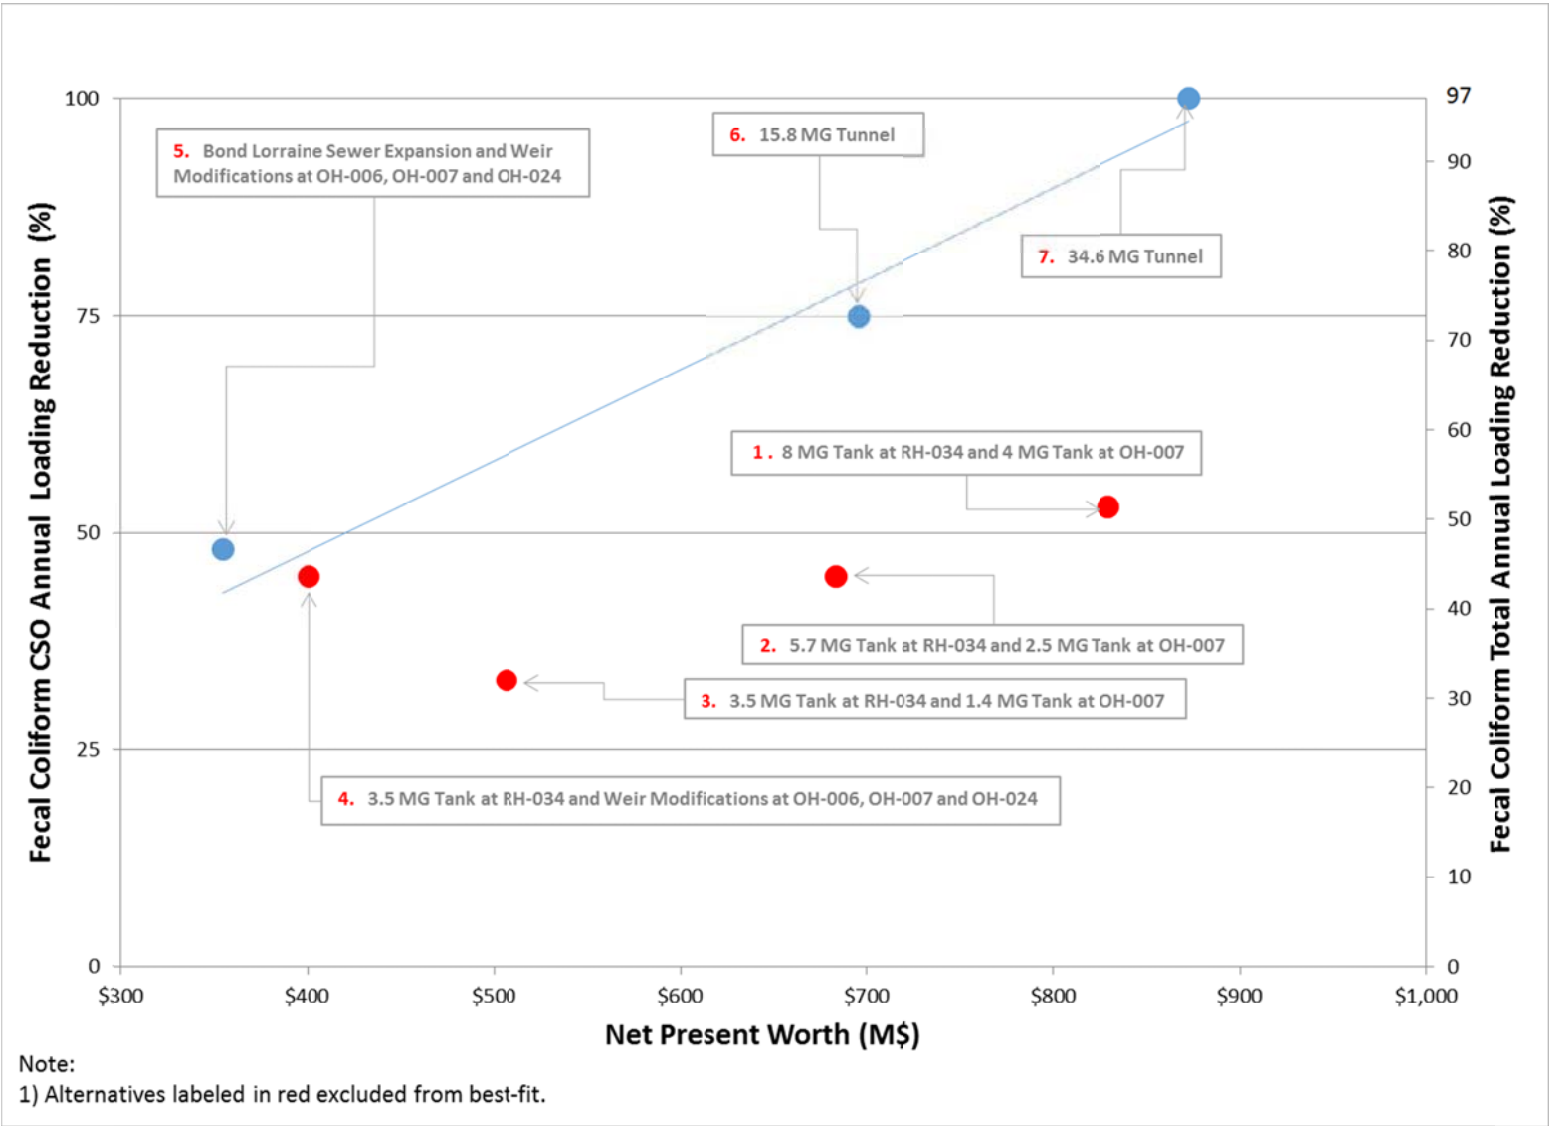 100
97
6. 15.8 MG Tunnel
5. Bond Lorraine Sewer Expansion and Weir
Modifications at OH-006, OH-007 and OH-024
90
80
7. 34.6 MG Tunnel
75
70
60
1. 8 MG Tank at RH-034 and 4 MG Tank at OH-007
50
50
40
2. 5.7 MG Tank at RH-034 and 2.5 MG Tank at OH-007
3. 3.5 MG Tank at RH-034 and 1.4 MG Tank at OH-007
30
25
20
4. 3.5 MG Tank at RH-034 and Weir Modifications at OH-006, OH-007 and OH-024
10
0
0
Fecal Coliform CSO Annual Loading Reduction (%)
Fecal Coliform Total Annual Loading Reduction (%)
$300 $400 $500 $600 $700 $800 $900 $1,000
Net Present Worth (M$)
Note:
1) Alternatives labeled in red excluded from best-fit.